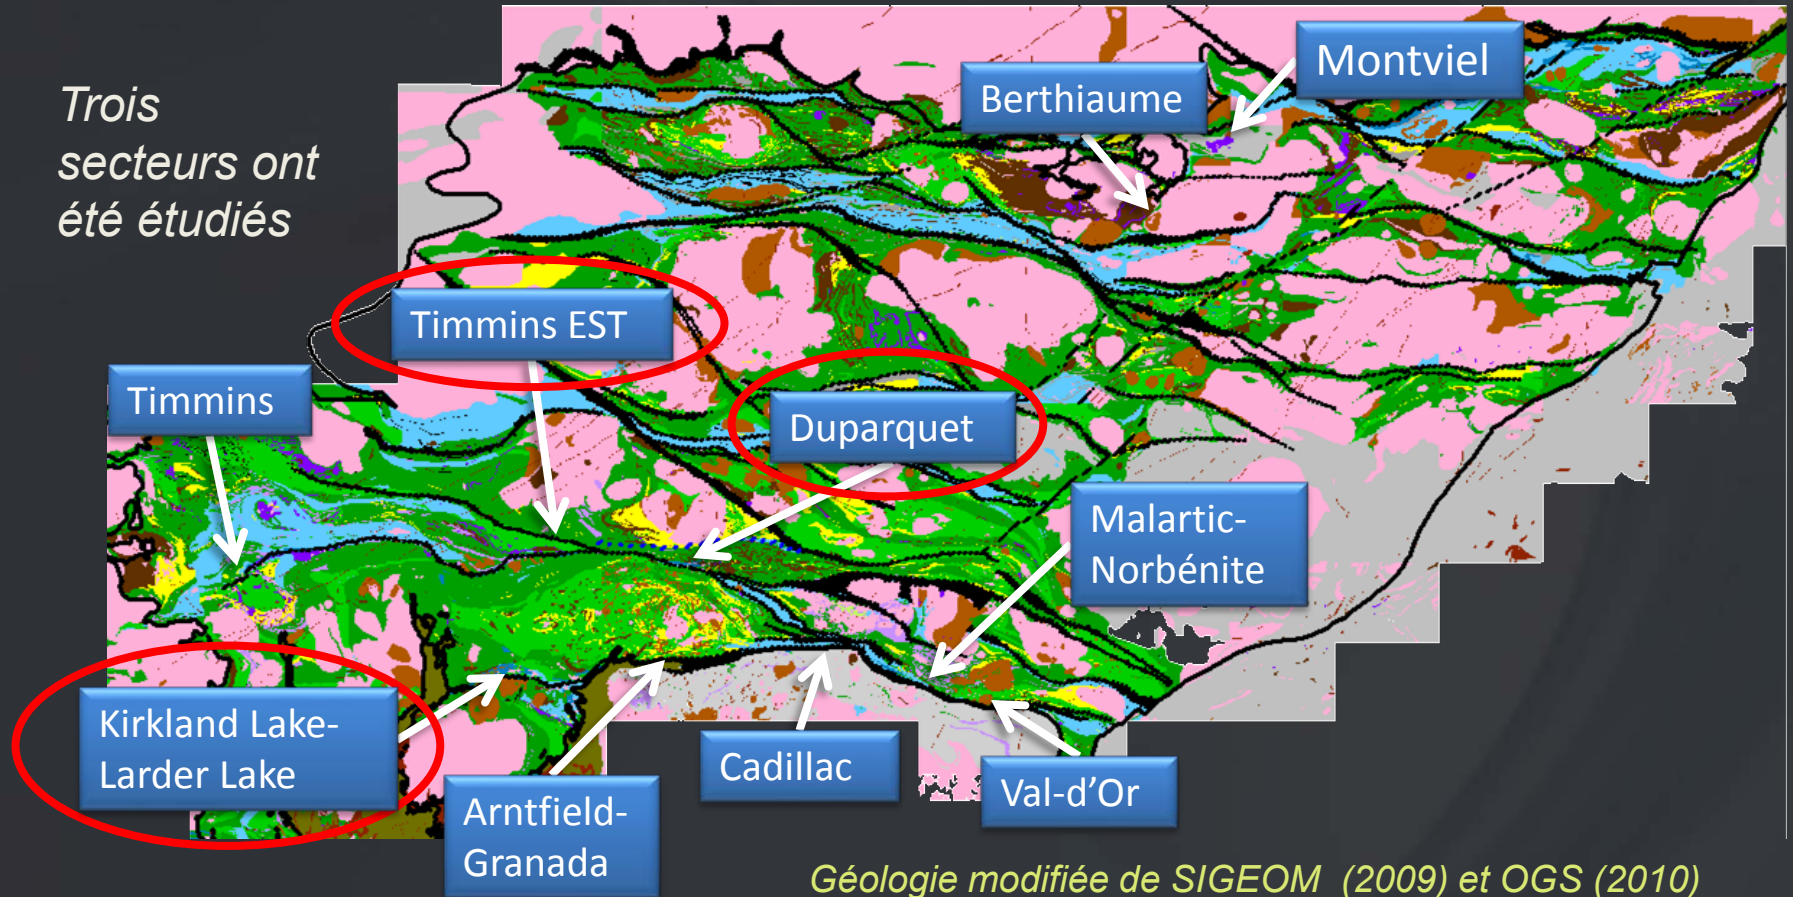 Trois
secteurs ont
été étudiés
Montviel
Berthiaume
Timmins EST
Timmins
Duparquet
Malartic-
Norbénite
Kirkland Lake-
Larder Lake
Cadillac
Val-d'Or
Arntfield-
Granada
Géologie modifiée de SIGEOM (2009) et OGS (2010)